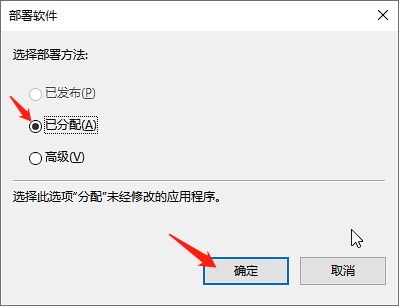 部署软件
选择部署方法:
已发布(P)
已分配(A)
高级(V)
选择此选项"分配"未经修改的应用程序。
确定
取消